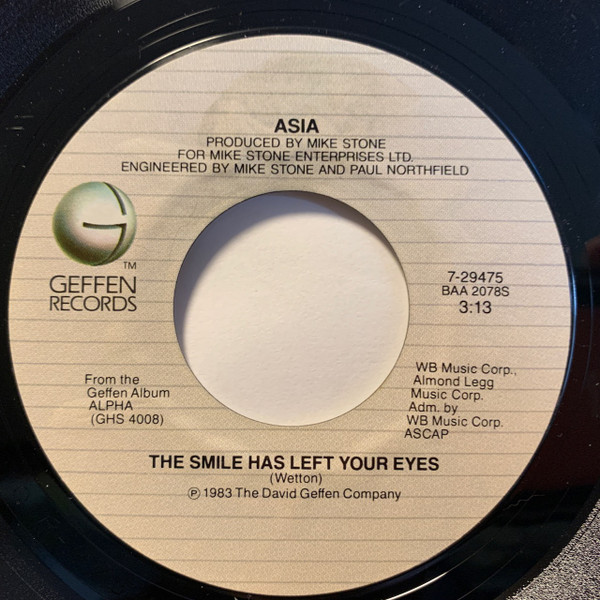 ASIA
PRODUCED BY MIKE STONE
FOR MIKE STONE ENTERPRISES LTD.
ENGINEERED BY MIKE STONE AND PAUL NORTHFIELD
TM
GEFFEN
RECORDS
7-29475
BAA 2078S
3:13
From the
Geffen Album
ALPHA
(GHS 4008)
WB Music Corp.,
Almond Legg
Music Corp.
Adm. by
WB Music Corp.
ASCAP
THE SMILE HAS LEFT YOUR EYES
(Wetton)
℗ 1983 The David Geffen Company